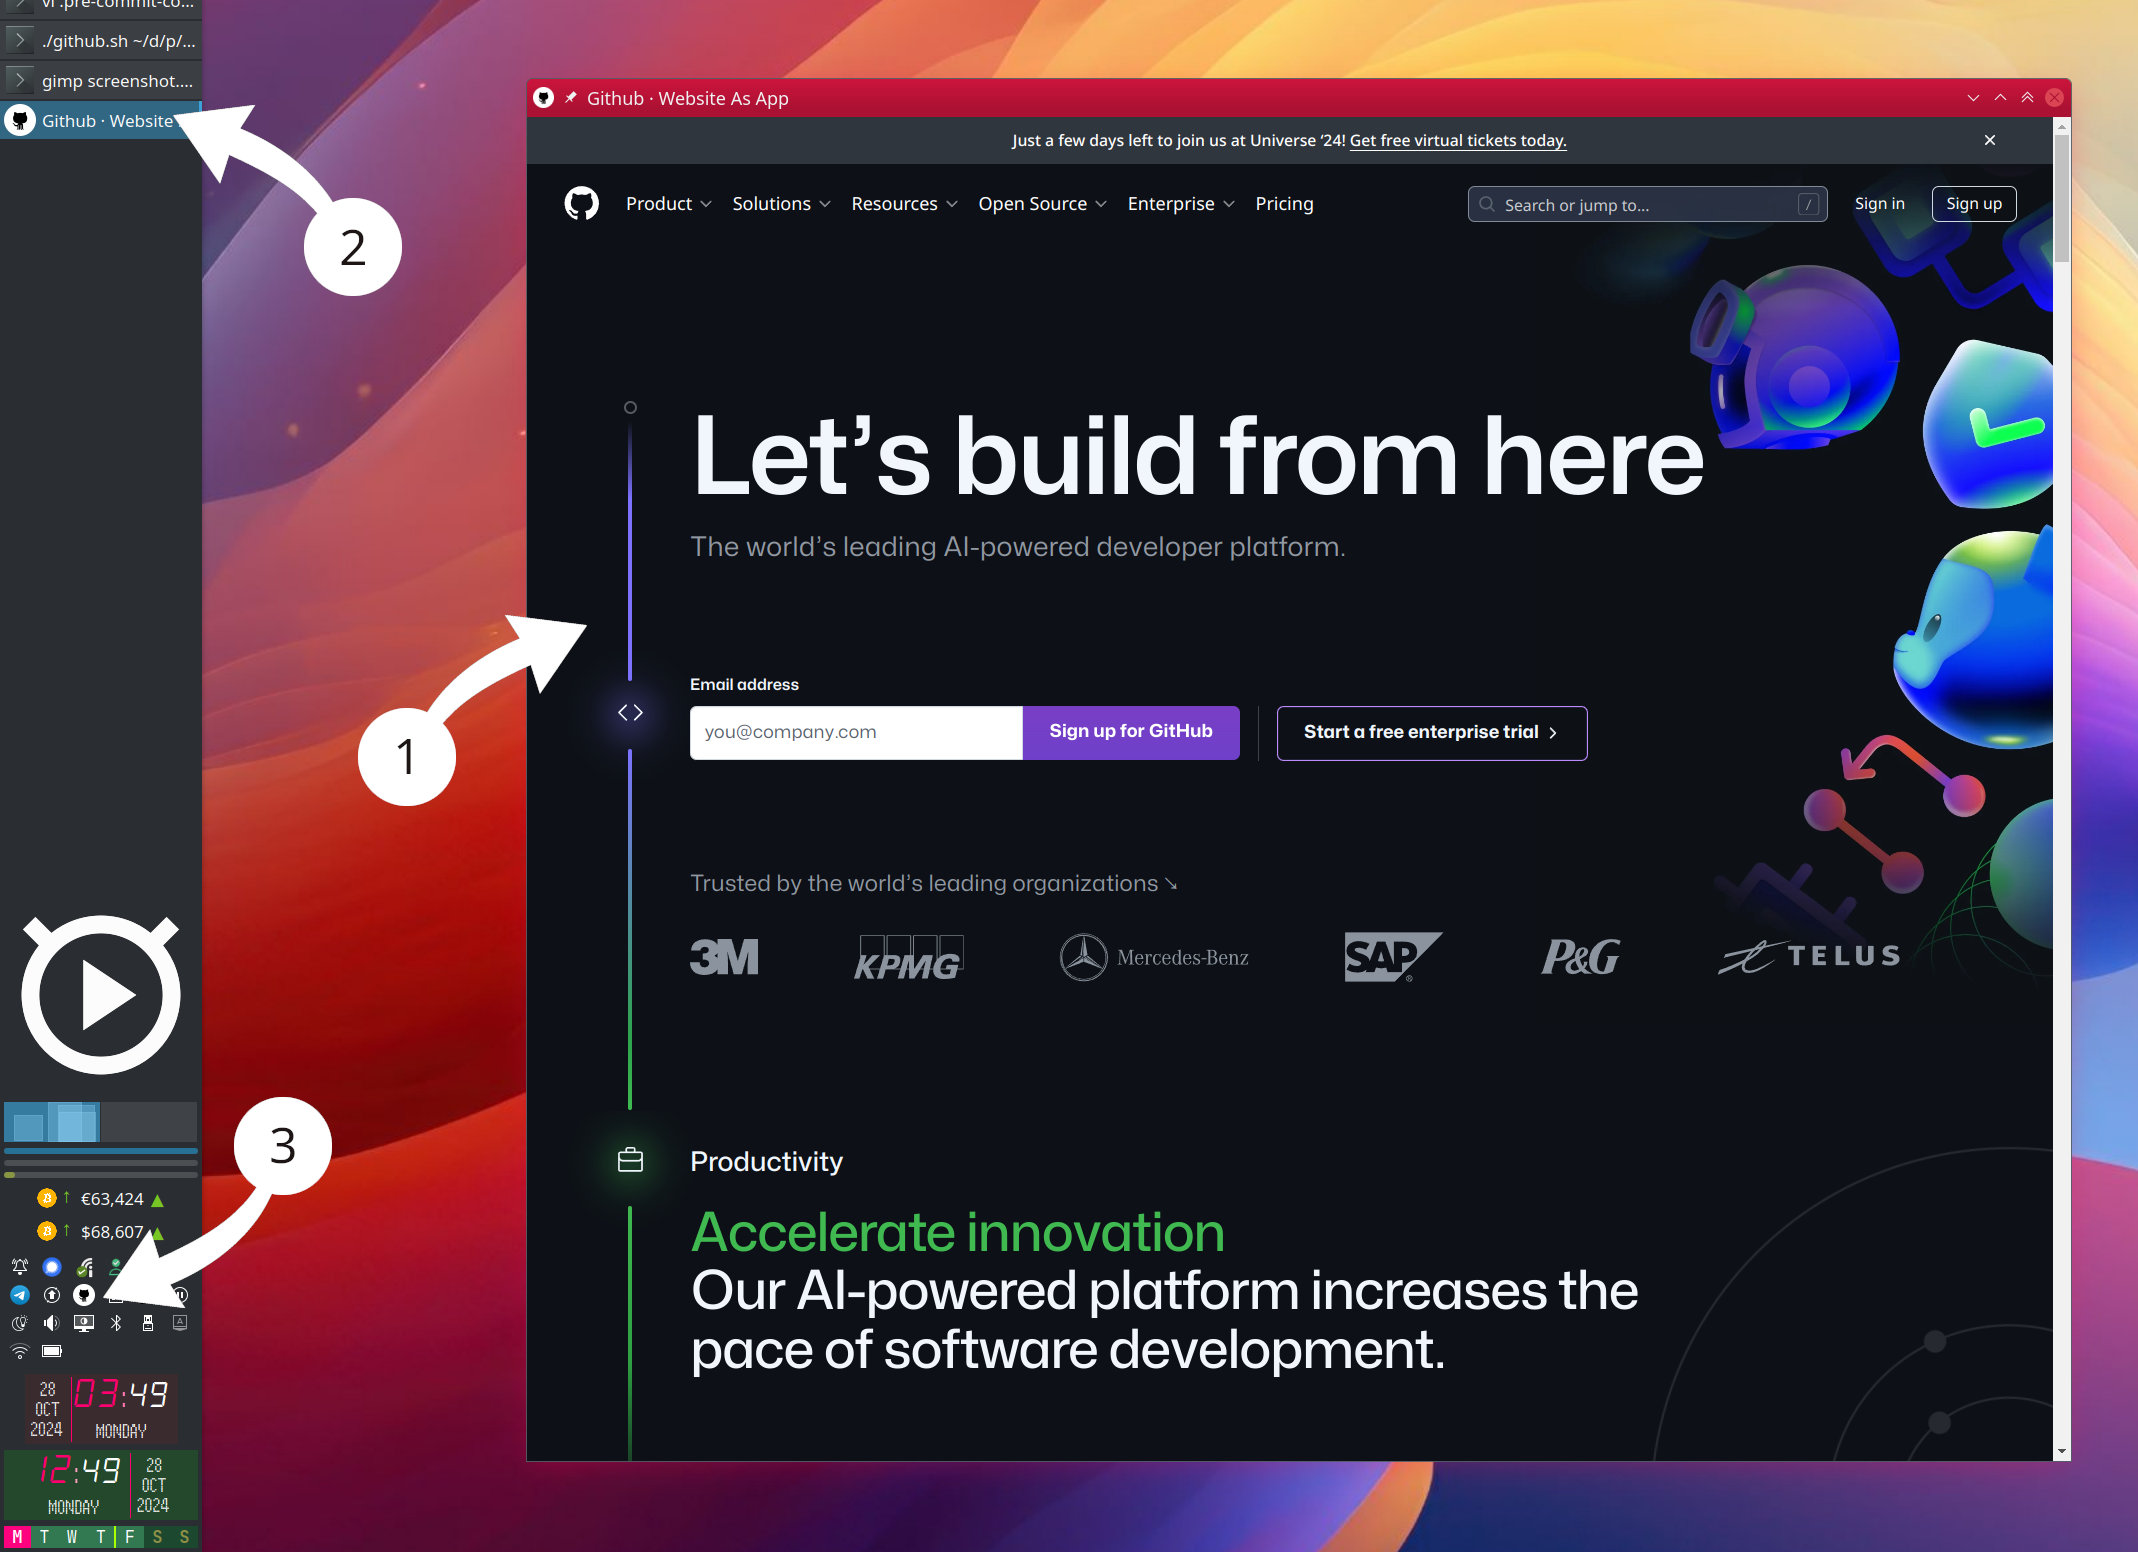 vi .pre-commit-co...
./github.sh ~/d/p/...
gimp screenshot....
Github · Website
2
Github · Website As App
Just a few days left to join us at Universe ‘24! Get free virtual tickets today.
Product
Solutions
Resources
Open Source
Enterprise
Pricing
Search or jump to...
/
Sign in
Sign up
Let’s build from here
The world’s leading AI-powered developer platform.
1
Email address
you@company.com
Sign up for GitHub
Start a free enterprise trial
Trusted by the world’s leading organizations
3M
KPMG
Mercedes-Benz
SAP
P&G
TELUS
Productivity
Accelerate innovation
Our AI-powered platform increases the
pace of software development.
3
€63,424
$68,607
28
OCT
2024
03:49
MONDAY
12:49
MONDAY
28
OCT
2024
M T W T F S S